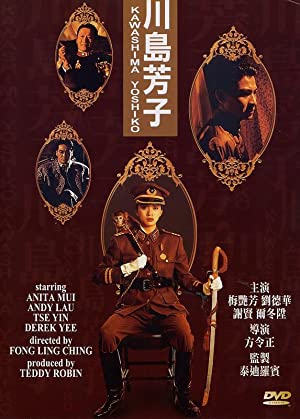 川島芳子
KAWASHIMA YOSHIKO
starring
ANITA MUI
ANDY LAU
TSE YIN
DEREK YEE
directed by
FONG LING CHING
produced by
TEDDY ROBIN
主演
梅艷芳 劉德華
謝賢 爾冬陞
導演
方令正
監製
泰迪羅賓
DVD